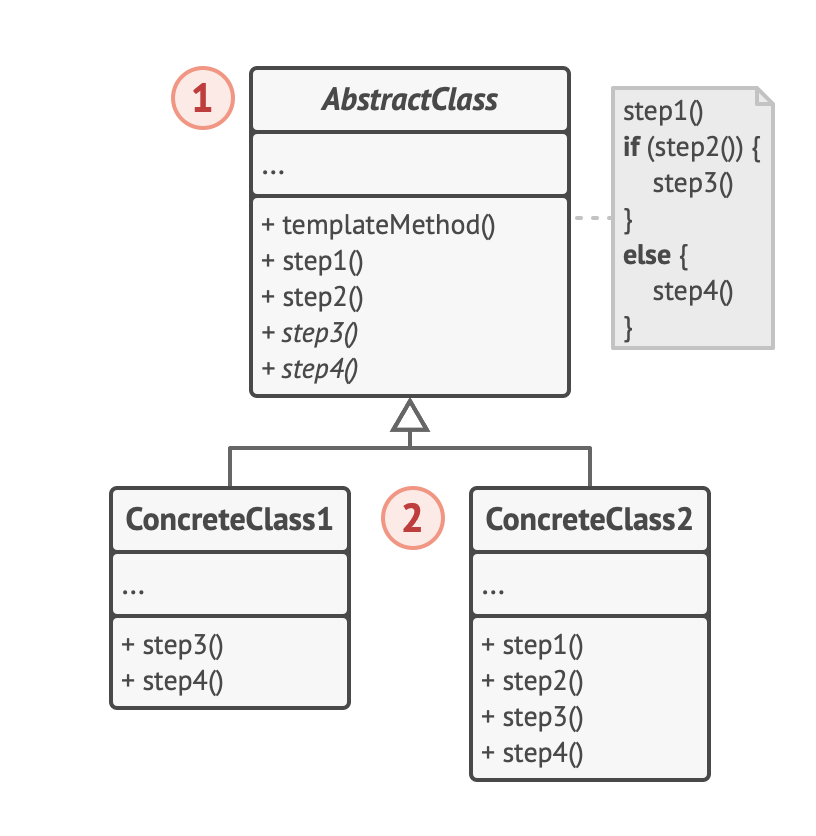 1
AbstractClass
...
+ templateMethod()
+ step1()
+ step2()
+ step3()
+ step4()
step1()
if (step2()) {
step3()
}
else {
step4()
}
ConcreteClass1
...
+ step3()
+ step4()
2
ConcreteClass2
...
+ step1()
+ step2()
+ step3()
+ step4()